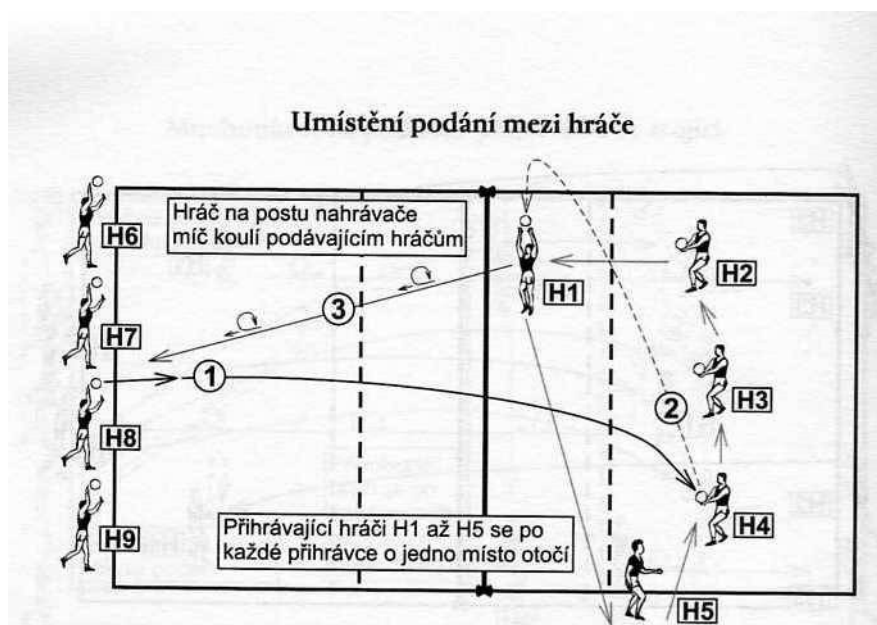 Umístění podání mezi hráče
Hráč na postu nahrávače
míč koulí podávajícím hráčům
H6
H1
H2
3
H7
1
H3
2
H8
H4
H9
Přihrávající hráči H1 až H5 se po
každé přihrávce o jedno místo otočí
H5